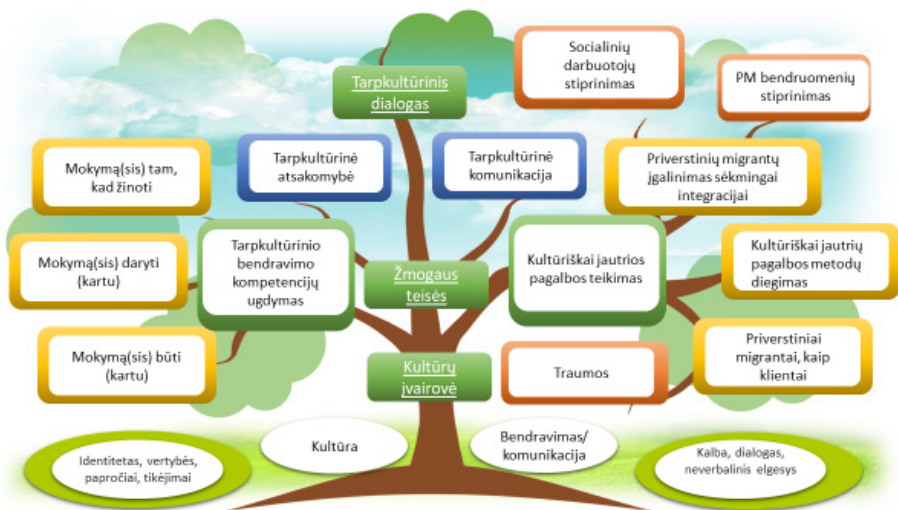 Socialinių
darbuotojų
stiprinimas
PM bendruomenių
stiprinimas
Tarpkultūrinis
dialogas
Mokymą(sis) tam,
kad žinoti
Tarpkultūrinė
atsakomybė
Tarpkultūrinė
komunikacija
Priverstinių migrantų
įgalinimas sėkmingai
integracijai
Mokymą(sis) daryti
(kartu)
Tarpkultūrinio
bendravimo
kompetencijų
ugdymas
Žmogaus
teisės
Kultūriškai jautrios
pagalbos teikimas
Kultūriškai jautrių
pagalbos metodų
diegimas
Mokymą(sis) būti
(kartu)
Kultūrų
įvairovė
Traumos
Priverstiniai
migrantai, kaip
klientai
Identitetas, vertybės,
papročiai, tikėjimai
Kultūra
Bendravimas/
komunikacija
Kalba, dialogas,
neverbalinis elgesys